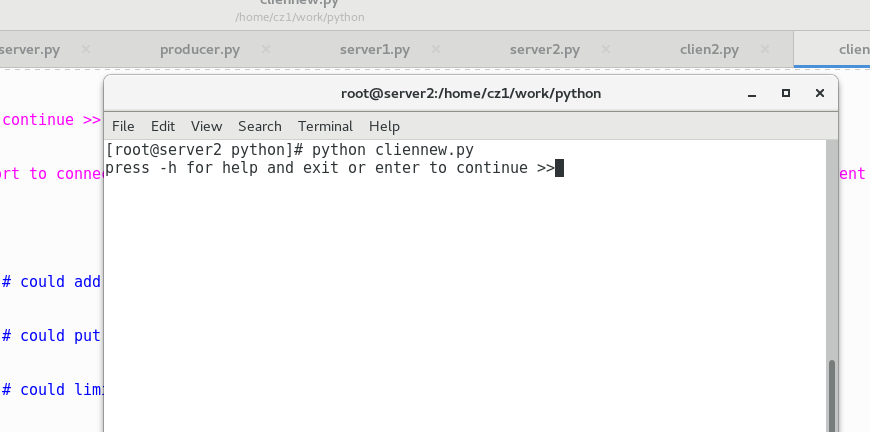 cliennew.py
/home/cz1/work/python
server.py × producer.py × server1.py × server2.py × clien2.py × clien
root@server2:/home/cz1/work/python
File Edit View Search Terminal Help
[root@server2 python]# python cliennew.py
press -h for help and exit or enter to continue >>
continue >>
ort to conne
ent
# could add
# could put
# could limi